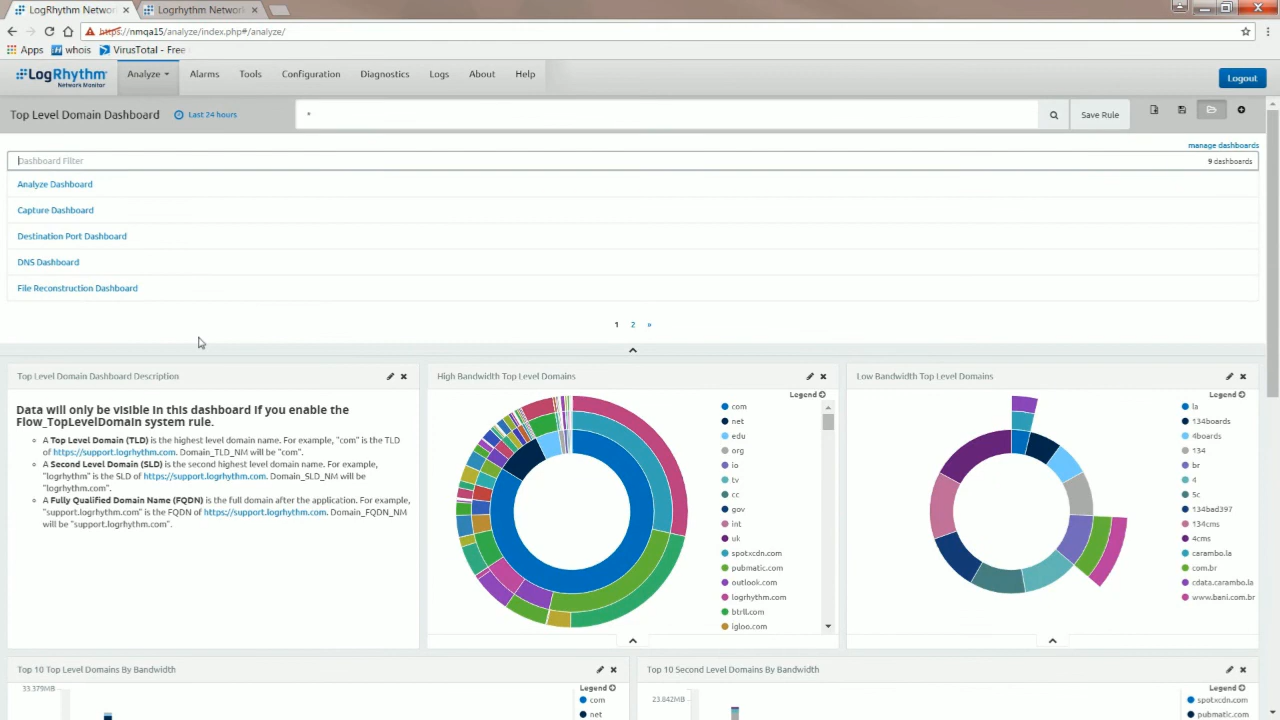 LogRhythm Network
Logrhythm Network
https://nmqa15/analyze/index.php#/analyze/
Apps
whois
VirusTotal - Free
LogRhythm
Network Monitor
Analyze
Alarms
Tools
Configuration
Diagnostics
Logs
About
Help
Logout
Top Level Domain Dashboard
Last 24 hours
*
Save Rule
manage dashboards
Dashboard Filter
9 dashboards
Analyze Dashboard
Capture Dashboard
Destination Port Dashboard
DNS Dashboard
File Reconstruction Dashboard
1 2 »
Top Level Domain Dashboard Description
Data will only be visible in this dashboard if you enable the
Flow_TopLevelDomain system rule.
A Top Level Domain (TLD) is the highest level domain name. For example, "com" is the TLD
of https://support.logrhythm.com. Domain_TLD_NM will be "com".
A Second Level Domain (SLD) is the second highest level domain name. For example,
"logrhythm" is the SLD of https://support.logrhythm.com. Domain_SLD_NM will be
"logrhythm.com".
A Fully Qualified Domain Name (FQDN) is the full domain after the application. For example,
"support.logrhythm.com" is the FQDN of https://support.logrhythm.com. Domain_FQDN_NM
will be "support.logrhythm.com".
High Bandwidth Top Level Domains
Legend
com
net
edu
org
io
tv
cc
gov
int
uk
spotxcdn.com
pubmatic.com
outlook.com
logrhythm.com
btrll.com
igloo.com
Low Bandwidth Top Level Domains
Legend
la
134boards
4boards
134
br
4
5c
134bad397
134cms
4cms
carambo.la
com.br
cdata.carambo.la
www.bani.com.br
Top 10 Top Level Domains By Bandwidth
Legend
33.379MB
com
net
Top 10 Second Level Domains By Bandwidth
Legend
23.842MB
spotxcdn.com
pubmatic.com